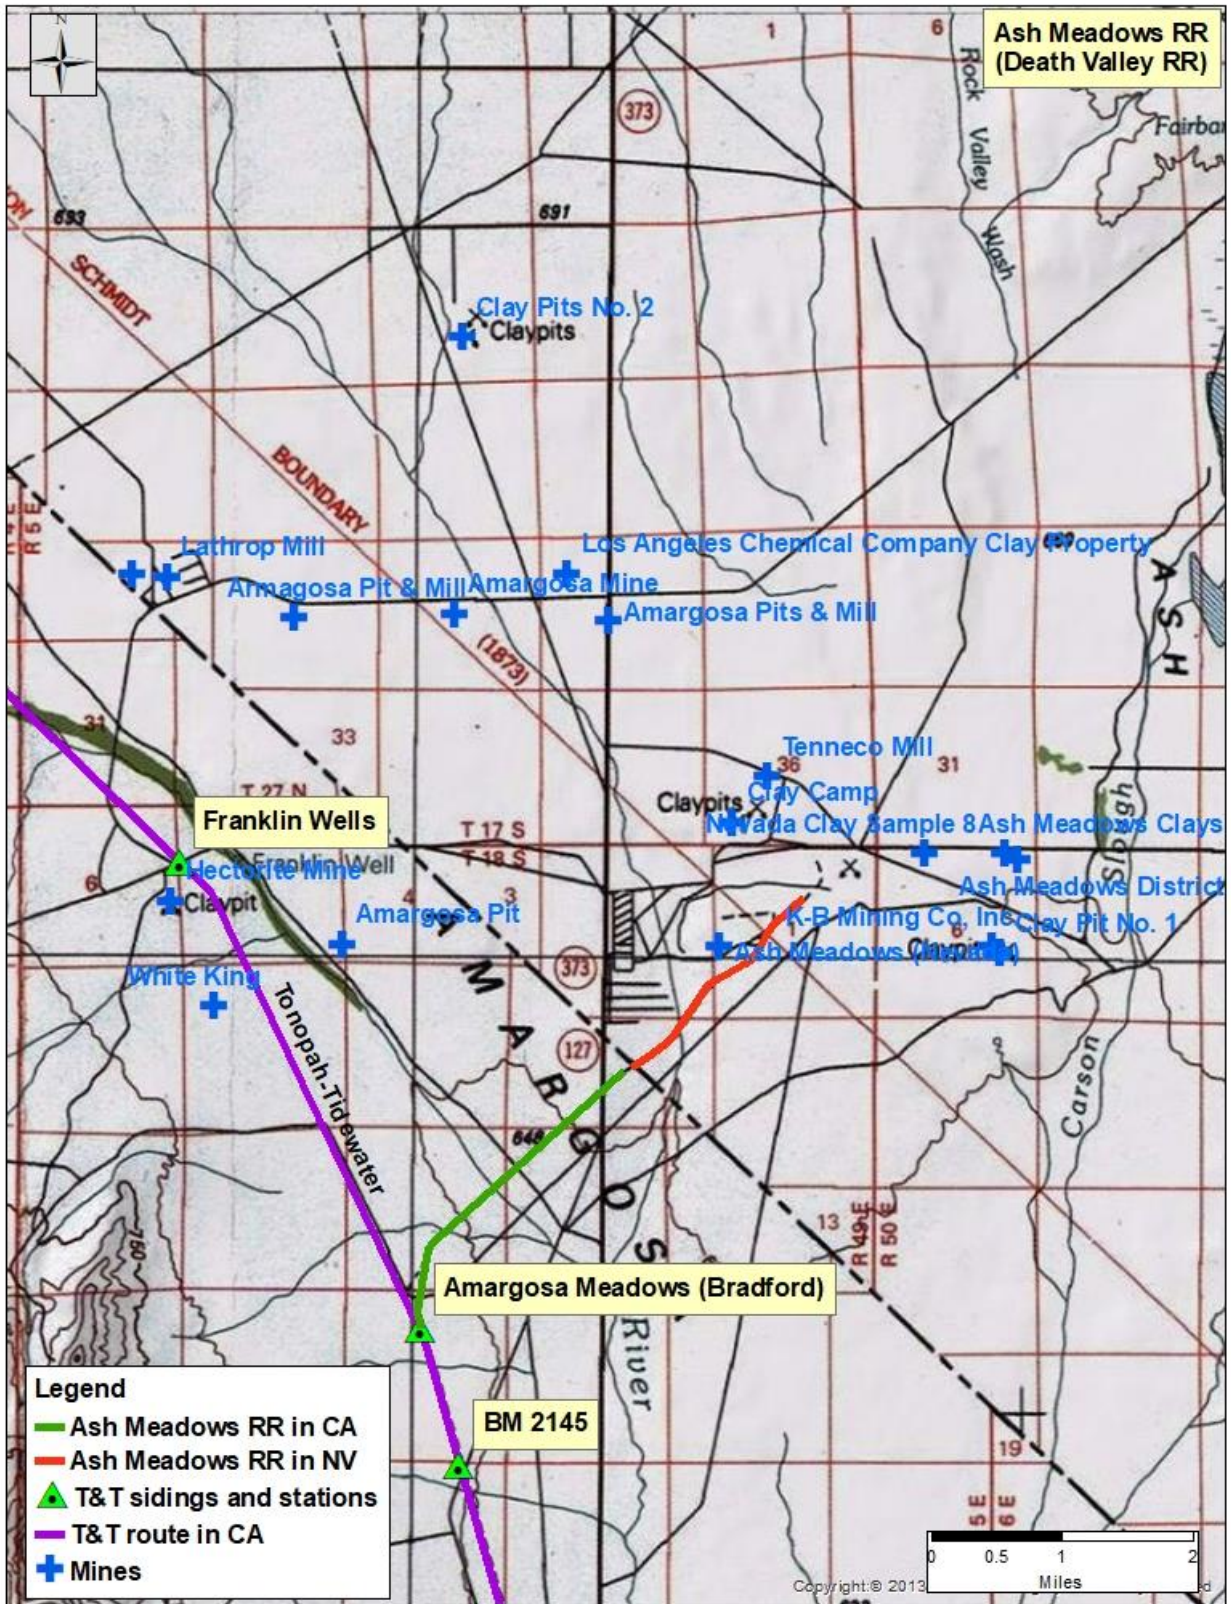 N
Ash Meadows RR
(Death Valley RR)
1
6
Rock Valley
Wash
373
693
691
SCHMIDT
Clay Pits No. 2
Claypits
BOUNDARY
R 5 E
A S H
Lathrop Mill
Los Angeles Chemical Company Clay Property
Armagosa Pit & Mill
Amargosa Mine
Amargosa Pits & Mill
(1873)
31
33
T 27 N
Tenneco Mill
36
31
Clay Camp
Claypits
Franklin Wells
T 17 S
T 18 S
Nevada Clay Sample 8
Ash Meadows Clays
Slough
Franklin Well
Hectorite Mine
6
4
3
Claypit
Ash Meadows District
Amargosa Pit
K-B Mining Co, Inc
Clay Pit No. 1
6
Ash Meadows (Nevada)
373
White King
A M A R G O S A
127
Tonopah-Tidewater
Carson
648
13
R 49 E
R 50 E
750
Amargosa Meadows (Bradford)
River
Legend
Ash Meadows RR in CA
Ash Meadows RR in NV
T&T sidings and stations
T&T route in CA
Mines
BM 2145
19
5 E
6 E
0 0.5 1 2
Miles
Copyright:© 2013